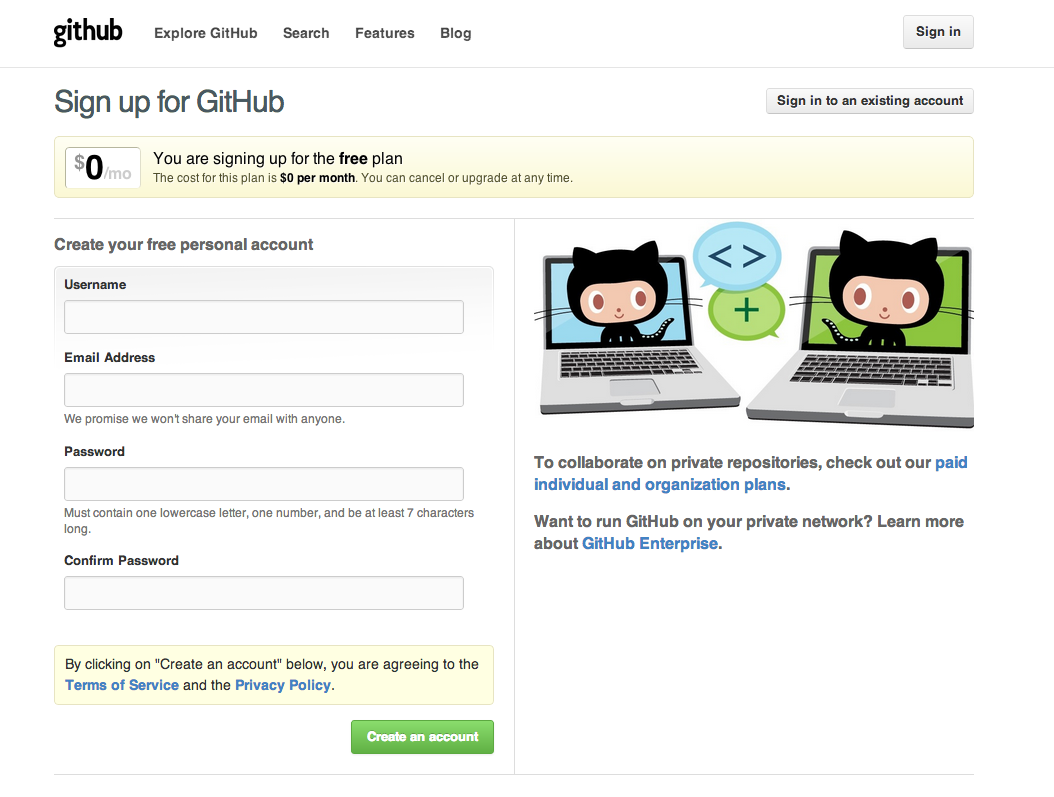 github Explore GitHub Search Features Blog Sign in
Sign up for GitHub
Sign in to an existing account
$0/mo
You are signing up for the free plan
The cost for this plan is $0 per month. You can cancel or upgrade at any time.
Create your free personal account
Username
Email Address
We promise we won't share your email with anyone.
Password
Must contain one lowercase letter, one number, and be at least 7 characters
long.
Confirm Password
By clicking on "Create an account" below, you are agreeing to the
Terms of Service and the Privacy Policy.
Create an account
< >
+
To collaborate on private repositories, check out our paid
individual and organization plans.
Want to run GitHub on your private network? Learn more
about GitHub Enterprise.